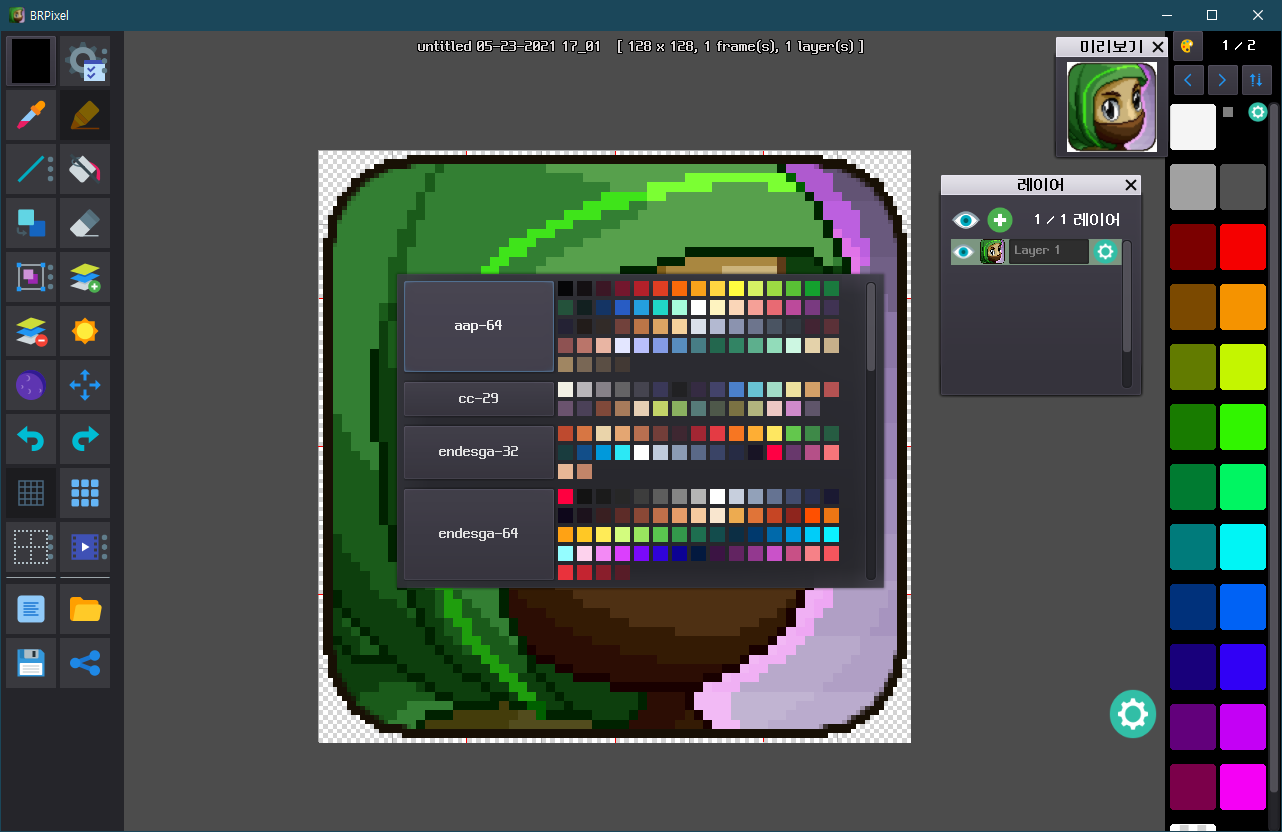 BRPixel
untitled 05-23-2021 17_01 [ 128 x 128, 1 frame(s), 1 layer(s) ]
미리보기
1 / 2
레이어
1 / 1 레이어
Layer 1
aap-64
cc-29
endesga-32
endesga-64